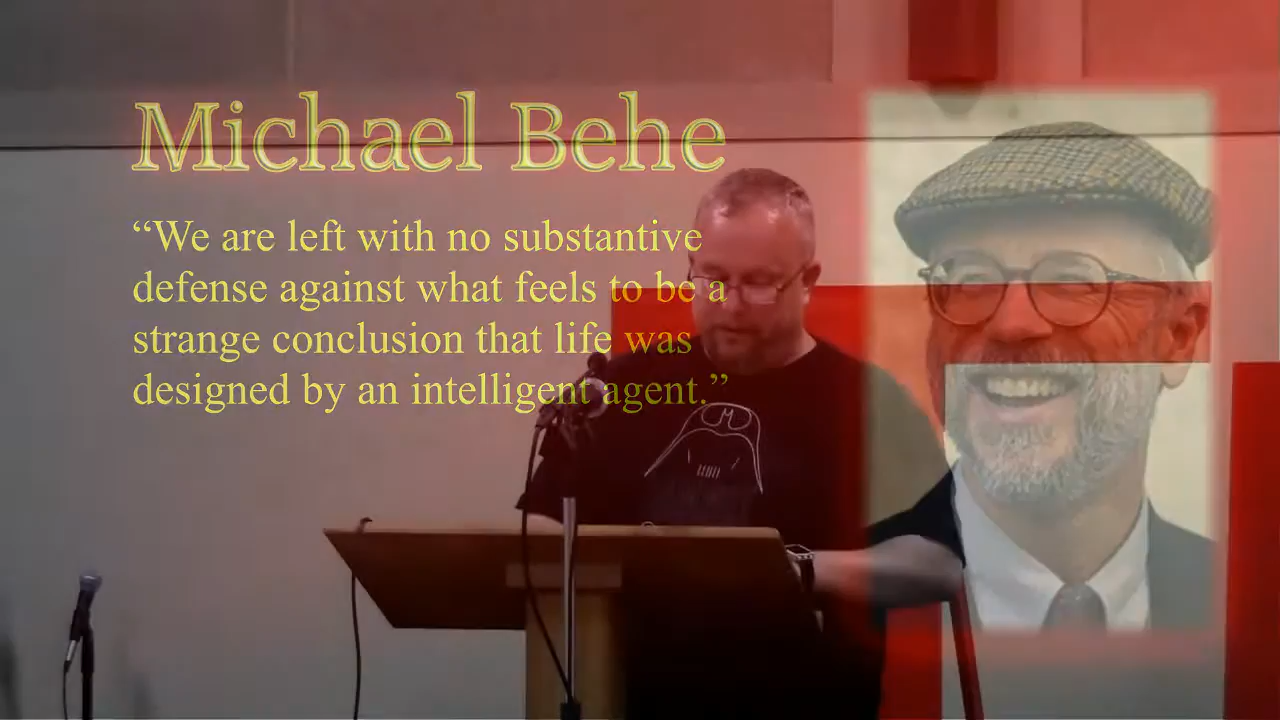 Michael Behe
“We are left with no substantive
defense against what feels to be a
strange conclusion that life was
designed by an intelligent agent.”